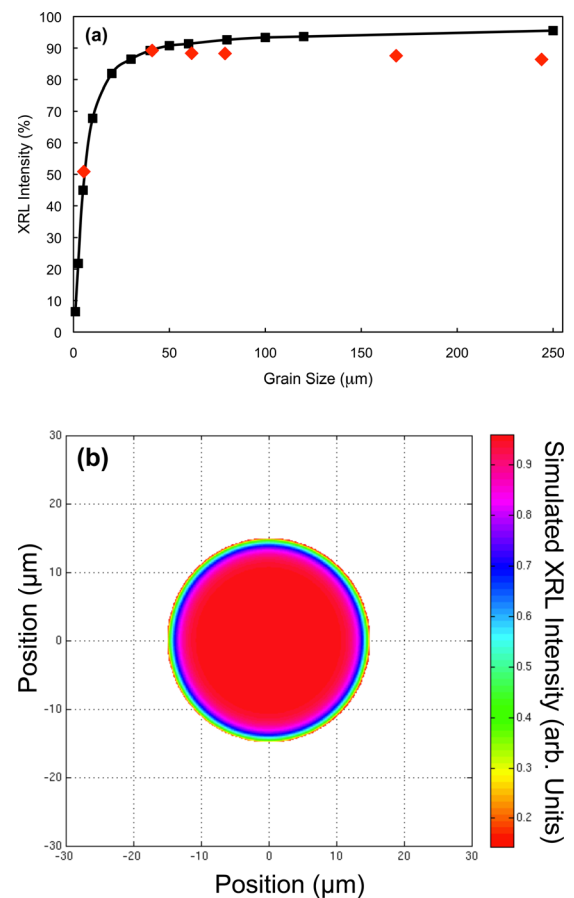 (a)
XRL Intensity (%)
100
90
80
70
60
50
40
30
20
10
0
0 50 100 150 200 250
Grain Size (μm)
(b)
Position (μm)
30
20
10
0
-10
-20
-30
-30 -20 -10 0 10 20 30
Position (μm)
0.9
0.8
0.7
0.6
0.5
0.4
0.3
0.2
Simulated XRL Intensity (arb. Units)